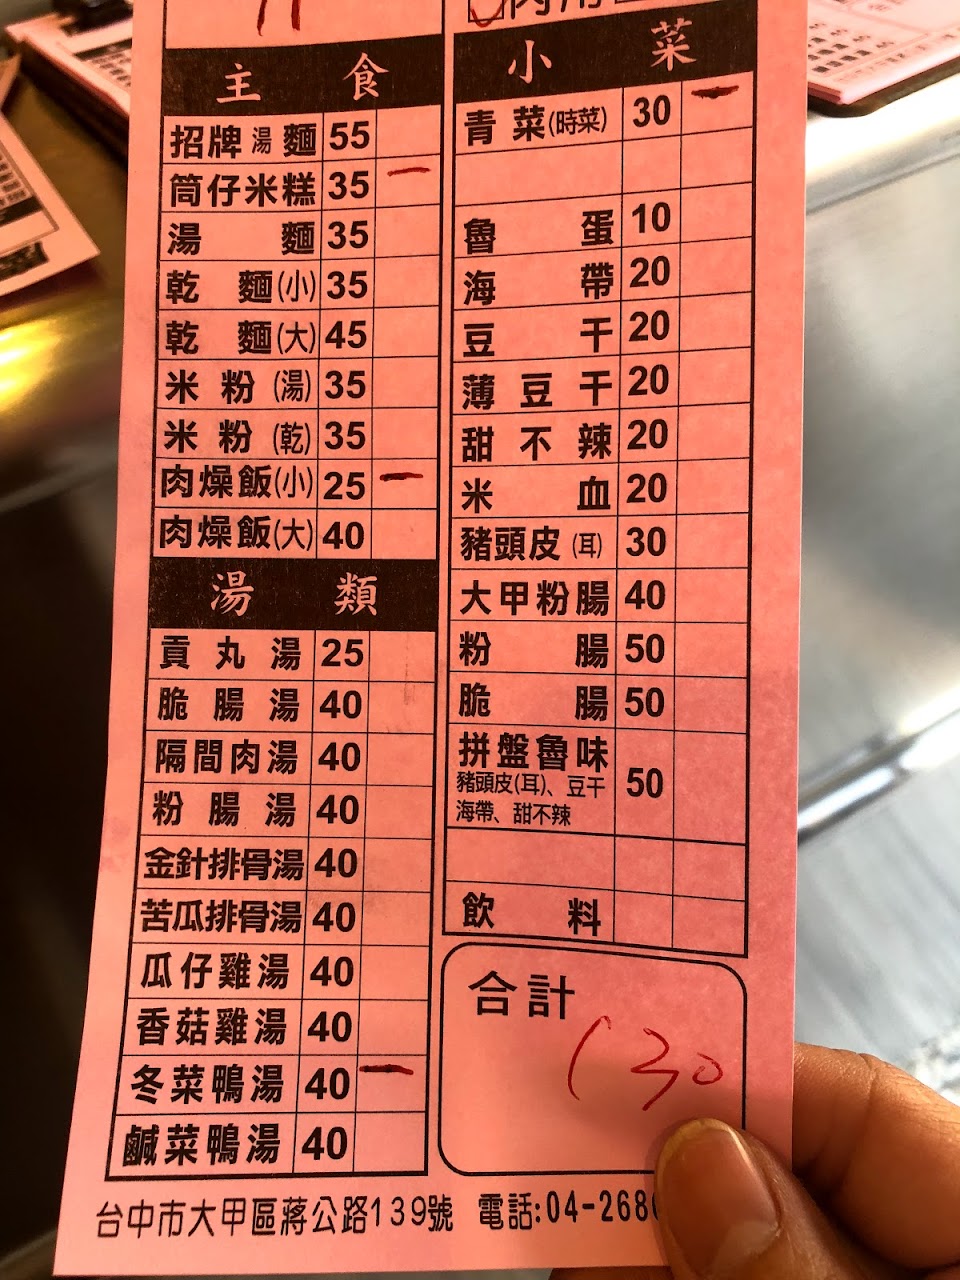 主 食
招牌湯麵 55
筒仔米糕 35 一
湯 麵 35
乾 麵(小) 35
乾 麵(大) 45
米 粉 (湯) 35
米 粉 (乾) 35
肉燥飯(小) 25 一
肉燥飯(大) 40
湯 類
貢 丸 湯 25
脆 腸 湯 40
隔間肉湯 40
粉 腸 湯 40
金針排骨湯 40
苦瓜排骨湯 40
瓜仔雞湯 40
香菇雞湯 40
冬菜鴨湯 40 一
鹹菜鴨湯 40
小 菜
青 菜(時菜) 30 一
魯 蛋 10
海 帶 20
豆 干 20
薄 豆 干 20
甜 不 辣 20
米 血 20
豬頭皮 (耳) 30
大甲粉腸 40
粉 腸 50
脆 腸 50
拼盤魯味 50
豬頭皮(耳)、豆干
海帶、甜不辣
飲 料
合計
130
台中市大甲區蔣公路139號 電話:04-268